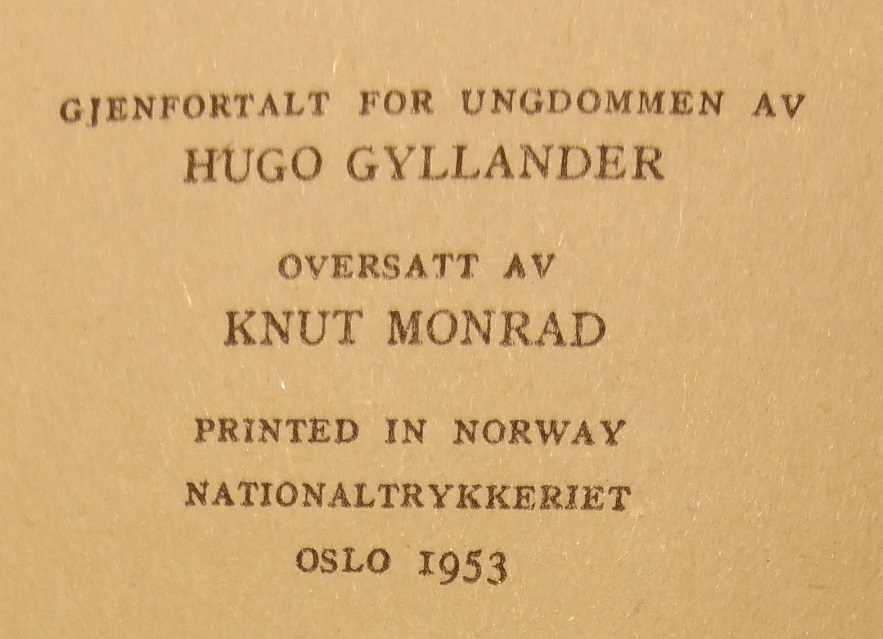 GJENFORTALT FOR UNGDOMMEN AV
HUGO GYLLANDER
OVERSATT AV
KNUT MONRAD
PRINTED IN NORWAY
NATIONALTRYKKERIET
OSLO 1953